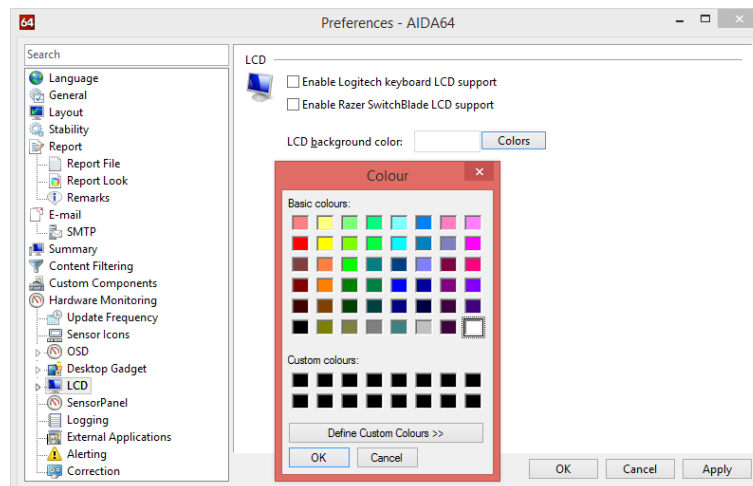 64
Preferences - AIDA64
Search
Language
General
Layout
Stability
Report
Report File
Report Look
Remarks
E-mail
SMTP
Summary
Content Filtering
Custom Components
Hardware Monitoring
Update Frequency
Sensor Icons
OSD
Desktop Gadget
LCD
SensorPanel
Logging
External Applications
Alerting
Correction
LCD
Enable Logitech keyboard LCD support
Enable Razer SwitchBlade LCD support
LCD background color:
Colors
Colour
Basic colours:
Custom colours:
Define Custom Colours >>
OK Cancel
OK Cancel Apply